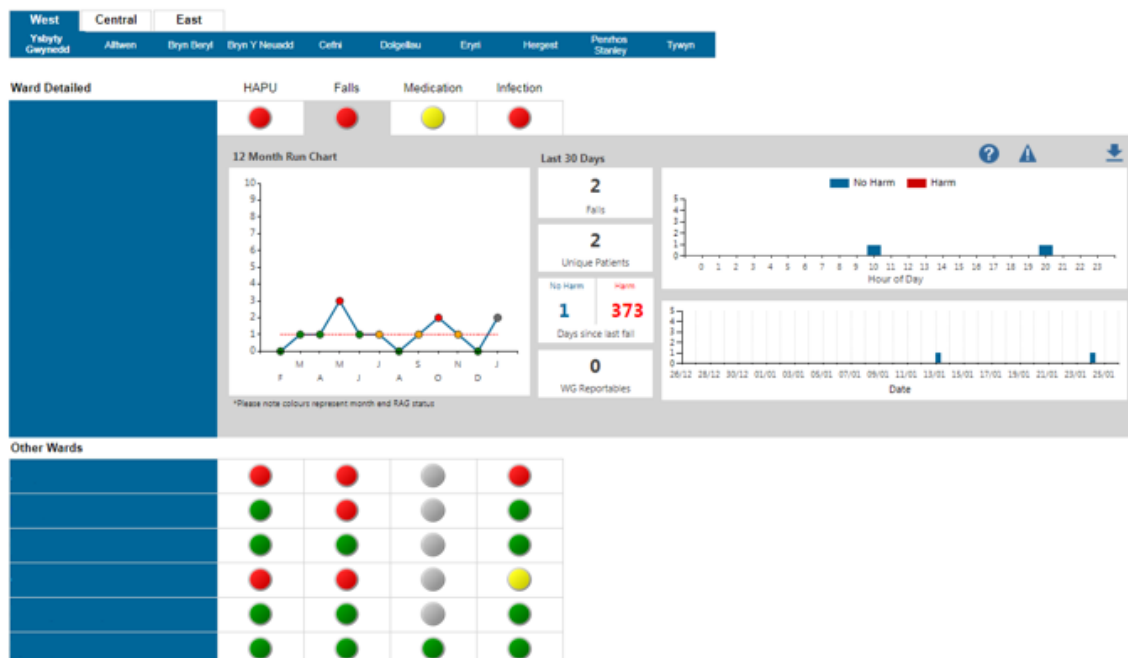 West Central East
Ysbyty Gwynedd Alltwen Bryn Beryl Bryn Y Neuadd Cefni Dolgellau Eryri Hergest Penrhos Stanley Tywyn
Ward Detailed HAPU Falls Medication Infection
12 Month Run Chart
10
9
8
7
6
5
4
3
2
1
0
M M J S N J
F A J A O D
*Please note colours represent month end RAG status
Last 30 Days
2
Falls
2
Unique Patients
No Harm Harm
1 373
Days since last fall
0
WG Reportables
?
No Harm Harm
5
4
3
2
1
0
0 1 2 3 4 5 6 7 8 9 10 11 12 13 14 15 16 17 18 19 20 21 22 23
Hour of Day
5
4
3
2
1
0
26/12 28/12 30/12 01/01 03/01 05/01 07/01 09/01 11/01 13/01 15/01 17/01 19/01 21/01 23/01 25/01
Date
Other Wards